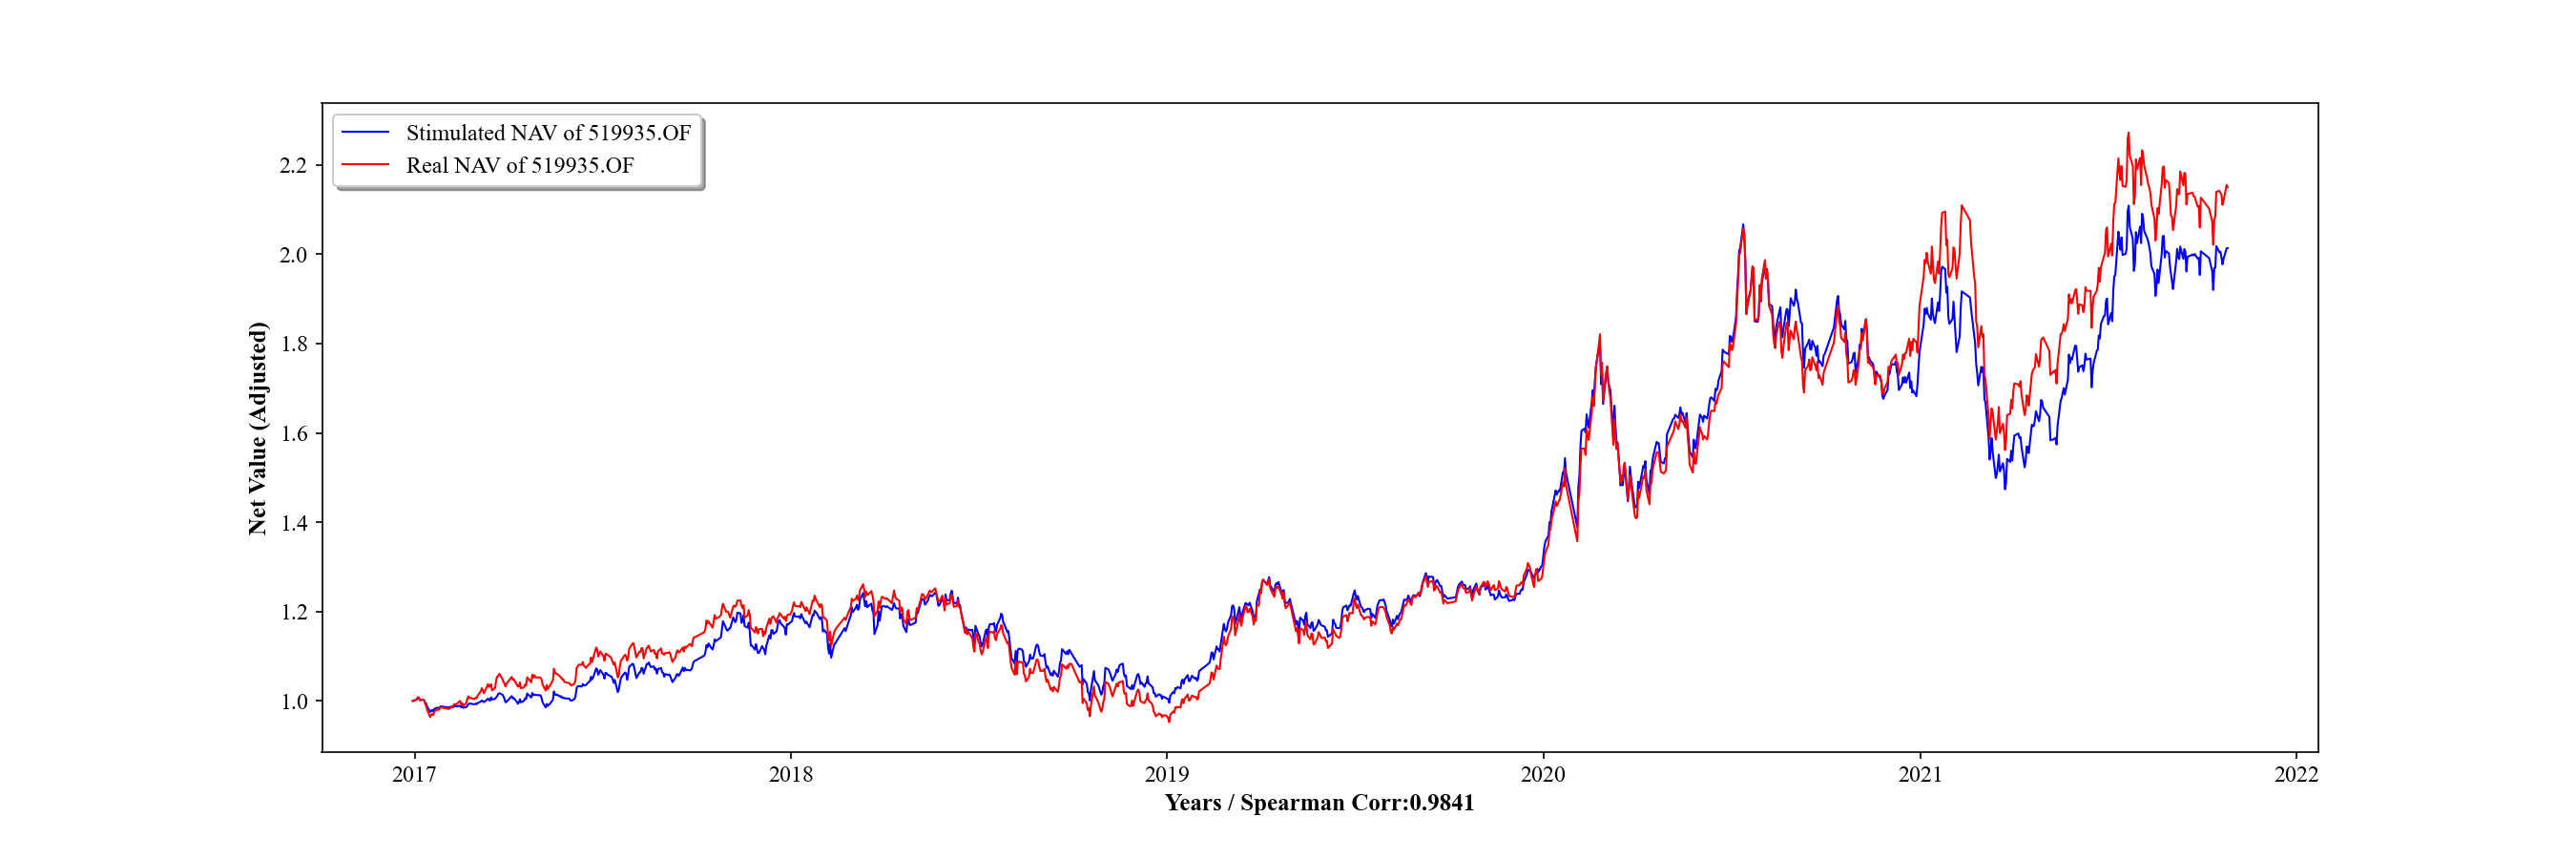 Stimulated NAV of 519935.OF
Real NAV of 519935.OF
Net Value (Adjusted)
2.2
2.0
1.8
1.6
1.4
1.2
1.0
2017 2018 2019 2020 2021 2022
Years / Spearman Corr:0.9841